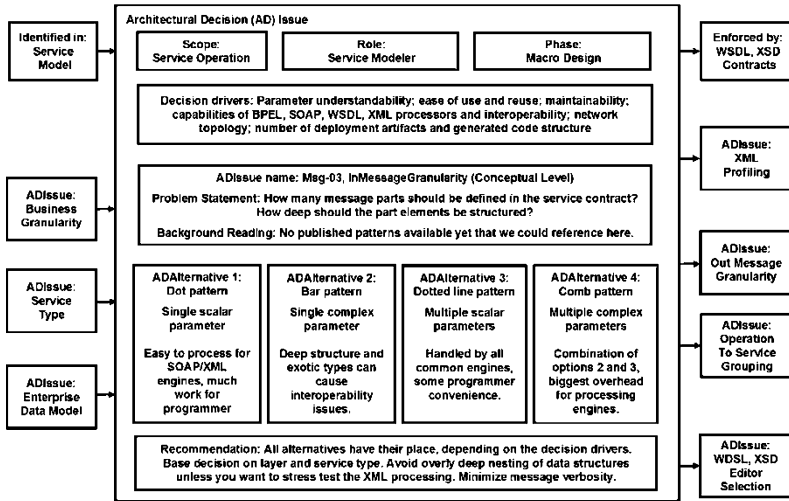 Architectural Decision (AD) Issue
Identified in:
Service
Model
Scope:
Service Operation
Role:
Service Modeler
Phase:
Macro Design
Enforced by:
WSDL, XSD
Contracts
Decision drivers: Parameter understandability; ease of use and reuse; maintainability;
capabilities of BPEL, SOAP, WSDL, XML processors and interoperability; network
topology; number of deployment artifacts and generated code structure
ADIssue:
XML
Profiling
ADIssue:
Business
Granularity
ADIssue name: Msg-03, InMessageGranularity (Conceptual Level)
Problem Statement: How many message parts should be defined in the service contract?
How deep should the part elements be structured?
Background Reading: No published patterns available yet that we could reference here.
ADIssue:
Out Message
Granularity
ADIssue:
Service
Type
ADIssue:
Enterprise
Data Model
ADAlternative 1:
Dot pattern
Single scalar
parameter
Easy to process for
SOAP/XML
engines, much
work for
programmer
ADAlternative 2:
Bar pattern
Single complex
parameter
Deep structure and
exotic types can
cause
interoperability
issues.
ADAlternative 3:
Dotted line pattern
Multiple scalar
parameters
Handled by all
common engines,
some programmer
convenience.
ADAlternative 4:
Comb pattern
Multiple complex
parameters
Combination of
options 2 and 3,
biggest overhead
for processing
engines.
ADIssue:
Operation
To Service
Grouping
Recommendation: All alternatives have their place, depending on the decision drivers.
Base decision on layer and service type. Avoid overly deep nesting of data structures
unless you want to stress test the XML processing. Minimize message verbosity.
ADIssue:
WDSL, XSD
Editor
Selection